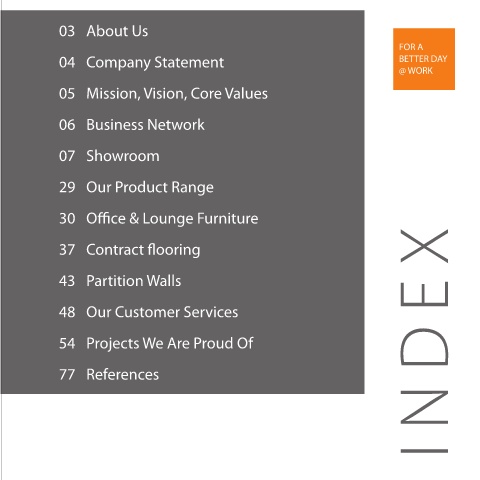 03 About Us
04 Company Statement
05 Mission, Vision, Core Values
06 Business Network
07 Showroom
29 Our Product Range
30 Office & Lounge Furniture
37 Contract flooring
43 Partition Walls
48 Our Customer Services
54 Projects We Are Proud Of
77 References
FOR A
BETTER DAY
@ WORK
INDEX